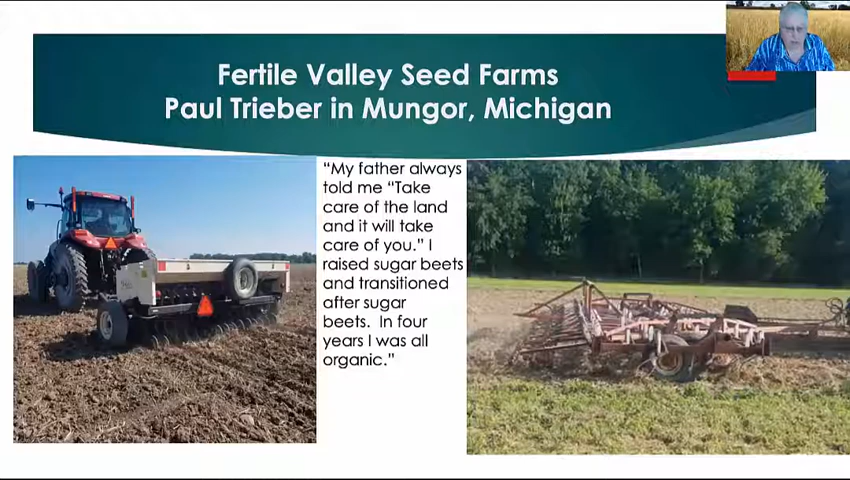 Fertile Valley Seed Farms
Paul Trieber in Mungor, Michigan
“My father always
told me “Take
care of the land
and it will take
care of you.” I
raised sugar beets
and transitioned
after sugar
beets. In four
years I was all
organic.”